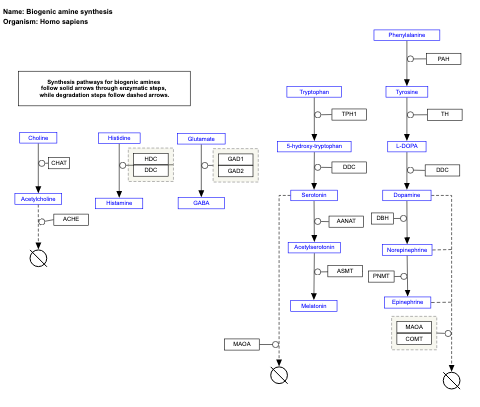 Name: Biogenic amine synthesis
Organism: Homo sapiens
Phenylalanine
PAH
Synthesis pathways for biogenic amines
follow solid arrows through enzymatic steps,
while degradation steps follow dashed arrows.
Tryptophan
Tyrosine
TPH1
TH
Choline
Histidine
Glutamate
5-hydroxy-tryptophan
L-DOPA
CHAT
HDC
DDC
GAD1
GAD2
DDC
DDC
Acetylcholine
Histamine
GABA
Serotonin
Dopamine
ACHE
AANAT
DBH
Acetylserotonin
Norepinephrine
ASMT
PNMT
Melatonin
Epinephrine
MAOA
MAOA
COMT